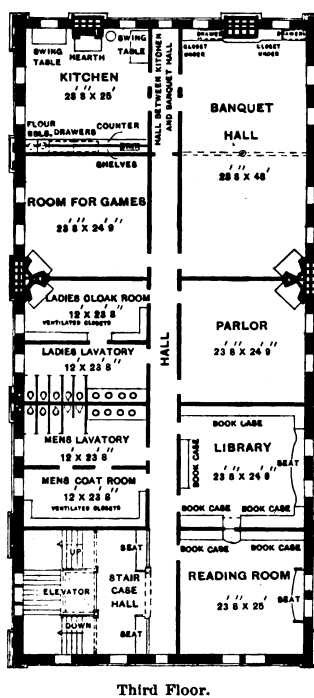 SWING TABLE
HEARTH
SWING TABLE
KITCHEN
23' 8" X 25'
FLOUR BBLS. DRAWERS
COUNTER
SHELVES
HALL BETWEEN KITCHEN
AND BANQUET HALL
DRAWERS
CLOSET UNDER
DRAWERS
CLOSET UNDER
BANQUET
HALL
23' 8" X 48'
ROOM FOR GAMES
23' 8" X 24' 9"
LADIES CLOAK ROOM
12' X 23' 8"
VENTILATED CLOSETS
LADIES LAVATORY
12' X 23' 8"
HALL
PARLOR
23' 8" X 24' 9"
MENS LAVATORY
12' X 23' 8"
MENS COAT ROOM
12' X 23' 8"
VENTILATED CLOSETS
BOOK CASE
BOOK CASE
LIBRARY
23' 8" X 24' 8"
SEAT
BOOK CASE
BOOK CASE
UP
SEAT
ELEVATOR
STAIR
CASE
HALL
DOWN
SEAT
BOOK CASE
BOOK CASE
READING ROOM
23' 8" X 25'
SEAT
Third Floor.